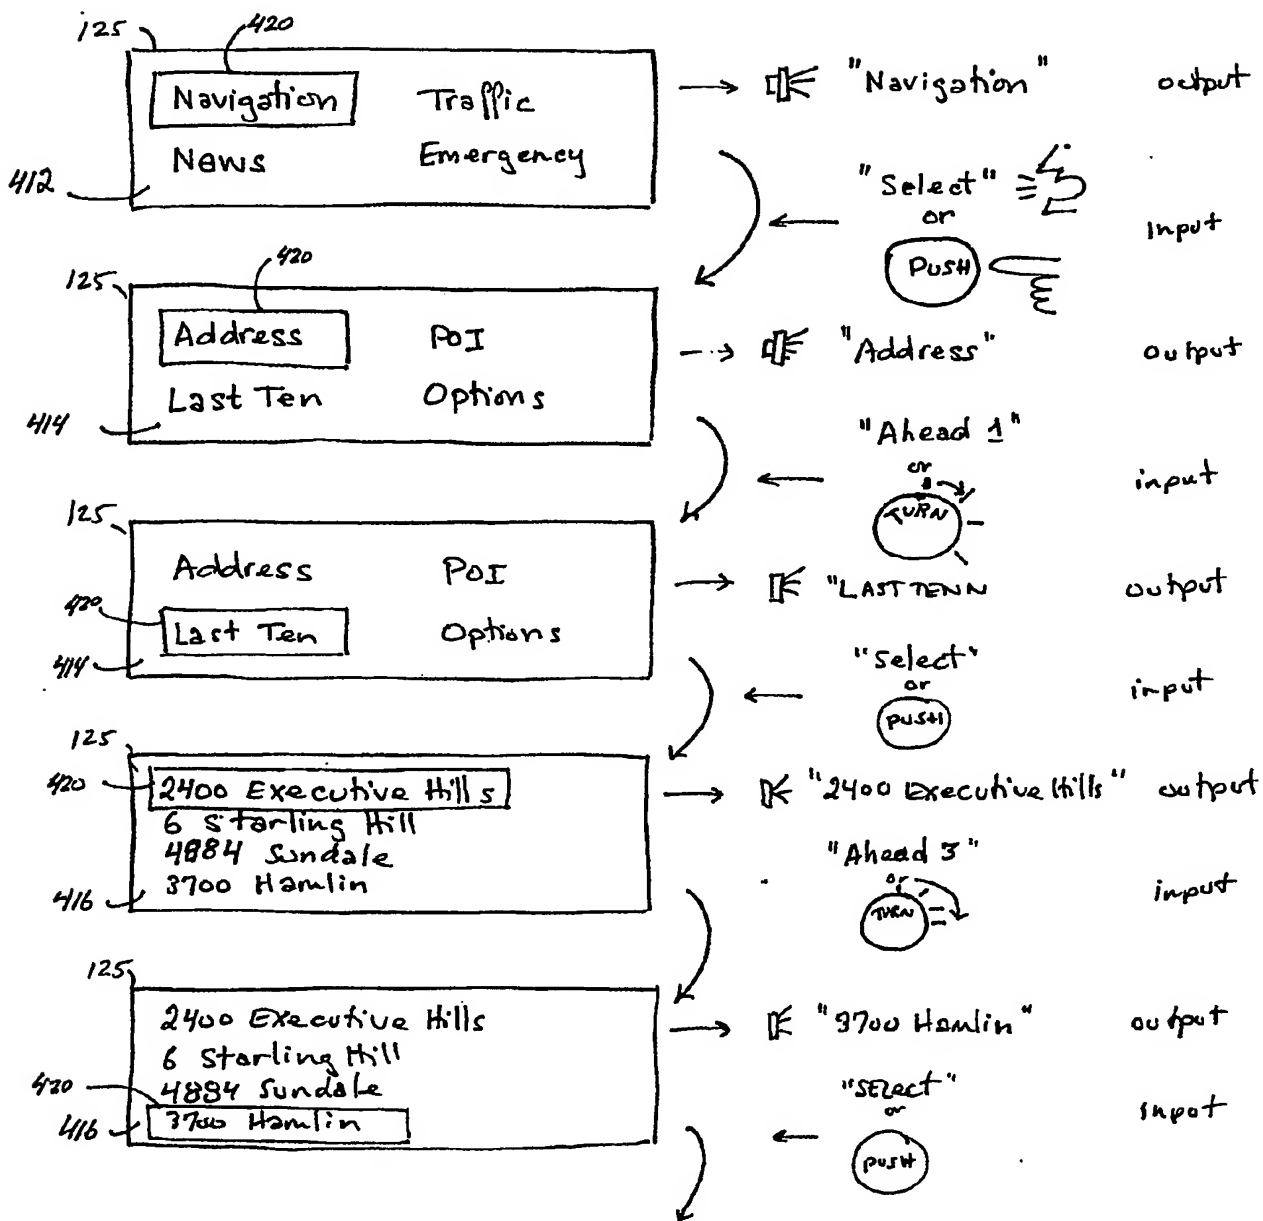 125 420
Navigation Traffic → "Navigation" output
News Emergency
412
"Select"
or
PUSH
Input
125 420
Address PoI "Address" output
Last Ten Options
414
"Ahead 1"
or
TURN
input
125
Address PoI
"LAST TENN output
420 Last Ten Options
414
"Select"
or
PUSH
input
125
420 2400 Executive Hills "2400 Executive Hills" output
6 Starling Hill
4884 Sundale
416 3700 Hamlin
"Ahead 3"
or
TURN
input
125
2400 Executive Hills "3700 Hamlin" output
6 Starling Hill
4884 Sundale
420
416 3700 Hamlin
"SELECT"
or
PUSH
Input